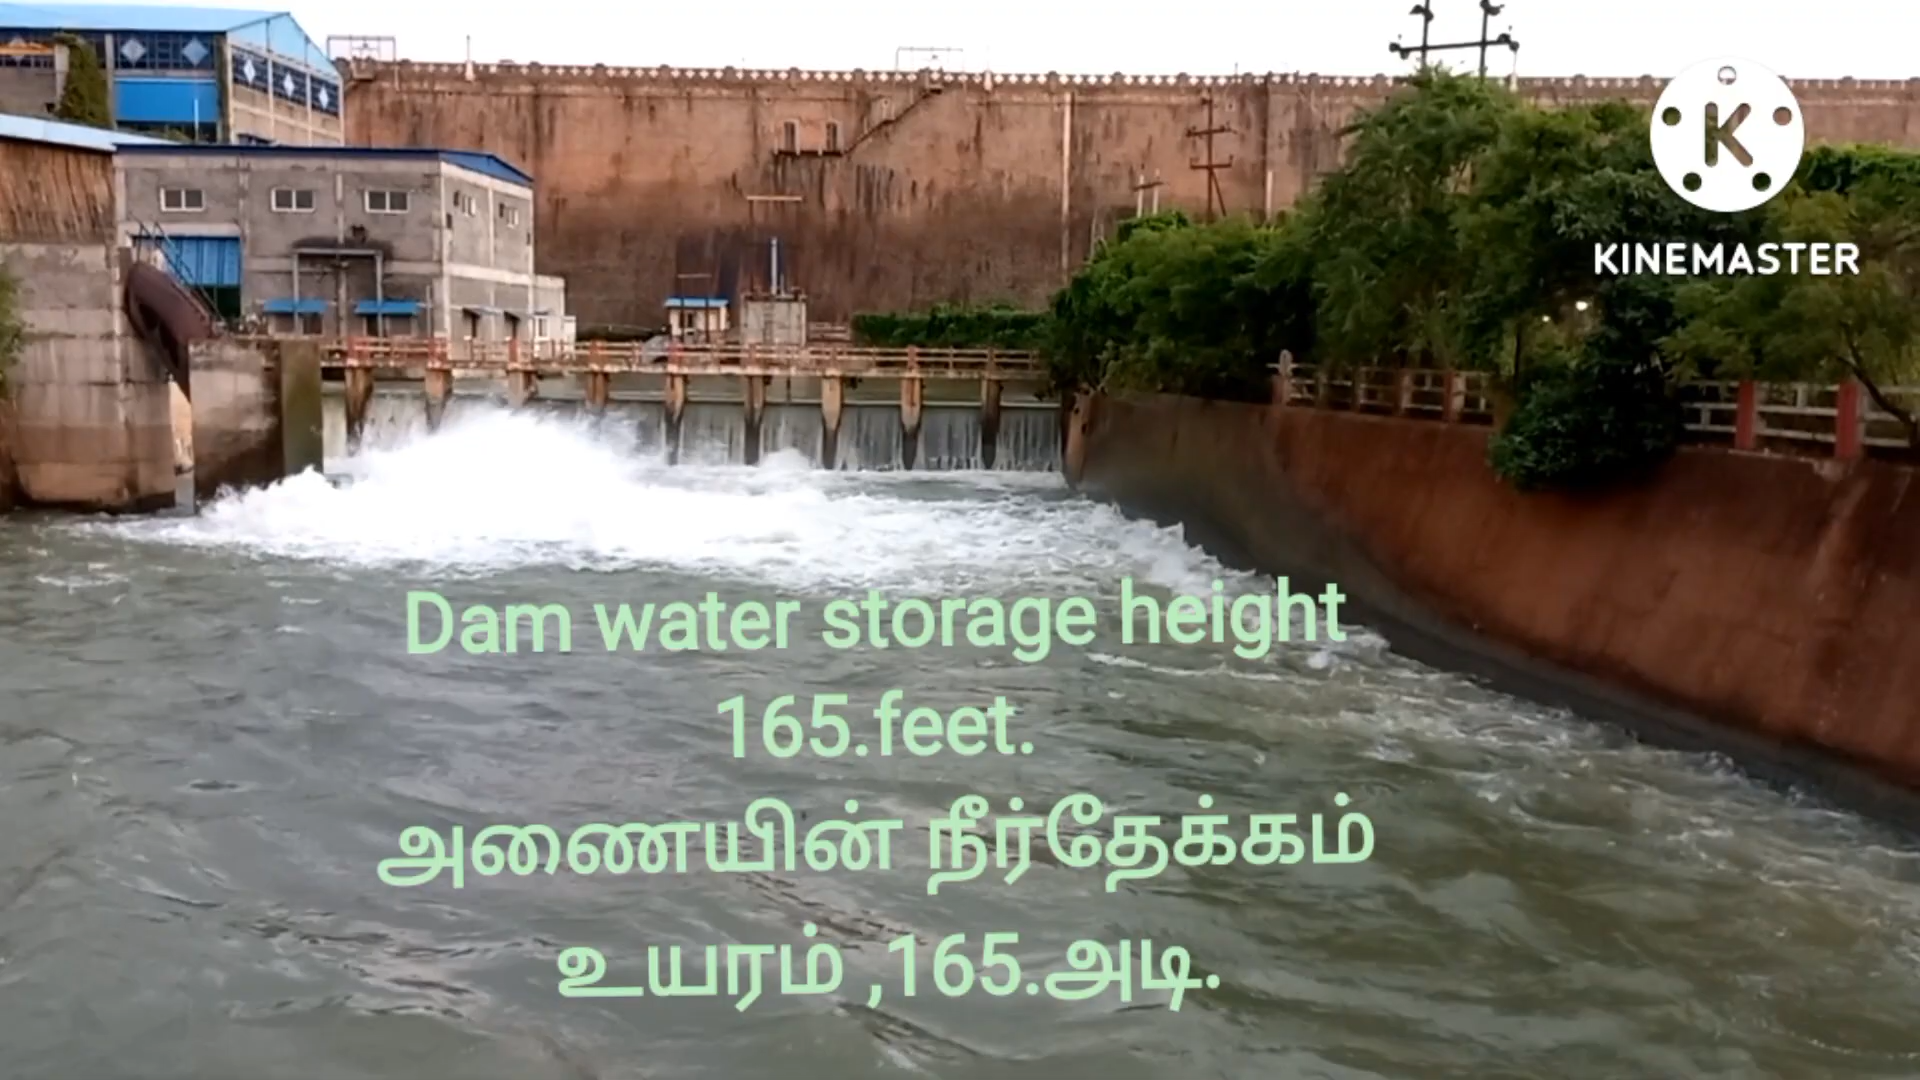 K
KINEMASTER
Dam water storage height
165.feet.
அணையின் நீர்தேக்கம்
உயரம் ,165.அடி.